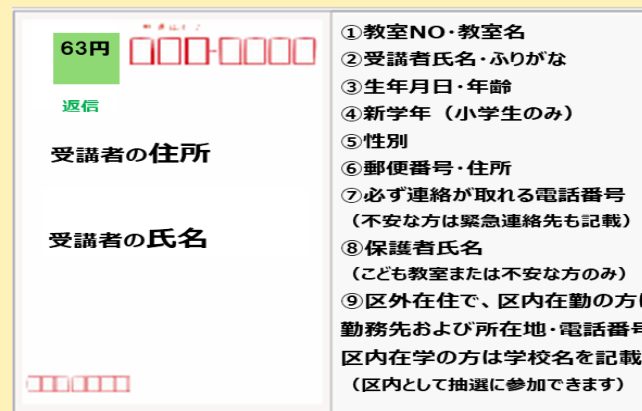 63円
返信
受講者の住所
受講者の氏名
①教室NO・教室名
②受講者氏名・ふりがな
③生年月日・年齢
④新学年（小学生のみ）
⑤性別
⑥郵便番号・住所
⑦必ず連絡が取れる電話番号
（不安な方は緊急連絡先も記載）
⑧保護者氏名
（こども教室または不安な方のみ）
⑨区外在住で、区内在勤の方は
勤務先および所在地・電話番号
区内在学の方は学校名を記載
（区内として抽選に参加できます）